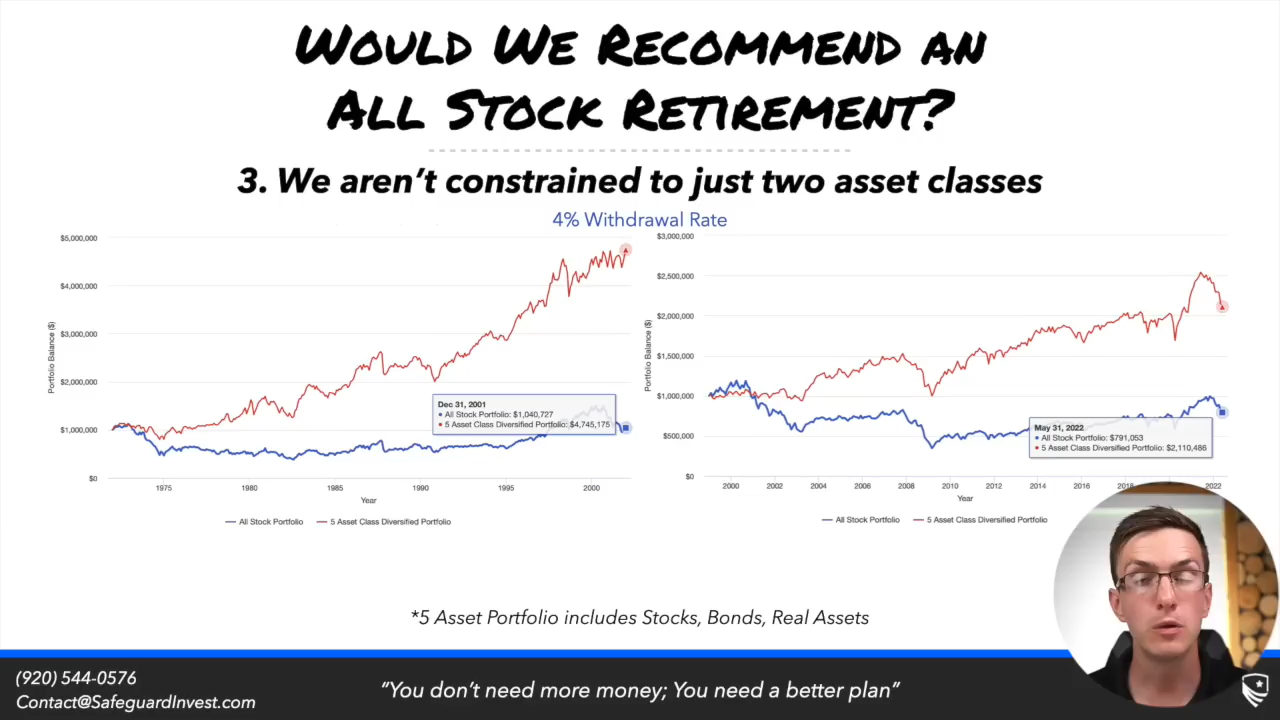 Would We Recommend an
All Stock Retirement?
3. We aren't constrained to just two asset classes
4% Withdrawal Rate
$5,000,000
$4,000,000
$3,000,000
$2,000,000
$1,000,000
$0
Portfolio Balance ($)
Dec 31, 2001
All Stock Portfolio: $1,040,727
5 Asset Class Diversified Portfolio: $4,745,175
1975 1980 1985 1990 1995 2000
Year
All Stock Portfolio 5 Asset Class Diversified Portfolio
$3,000,000
$2,500,000
$2,000,000
$1,500,000
$1,000,000
$500,000
$0
Portfolio Balance ($)
May 31, 2022
All Stock Portfolio: $791,053
5 Asset Class Diversified Portfolio: $2,110,486
2000 2002 2004 2006 2008 2010 2012 2014 2016 2018 2022
Year
All Stock Portfolio 5 Asset Class Diversified Portfolio
*5 Asset Portfolio includes Stocks, Bonds, Real Assets
(920) 544-0576
Contact@SafeguardInvest.com
"You don't need more money; You need a better plan"